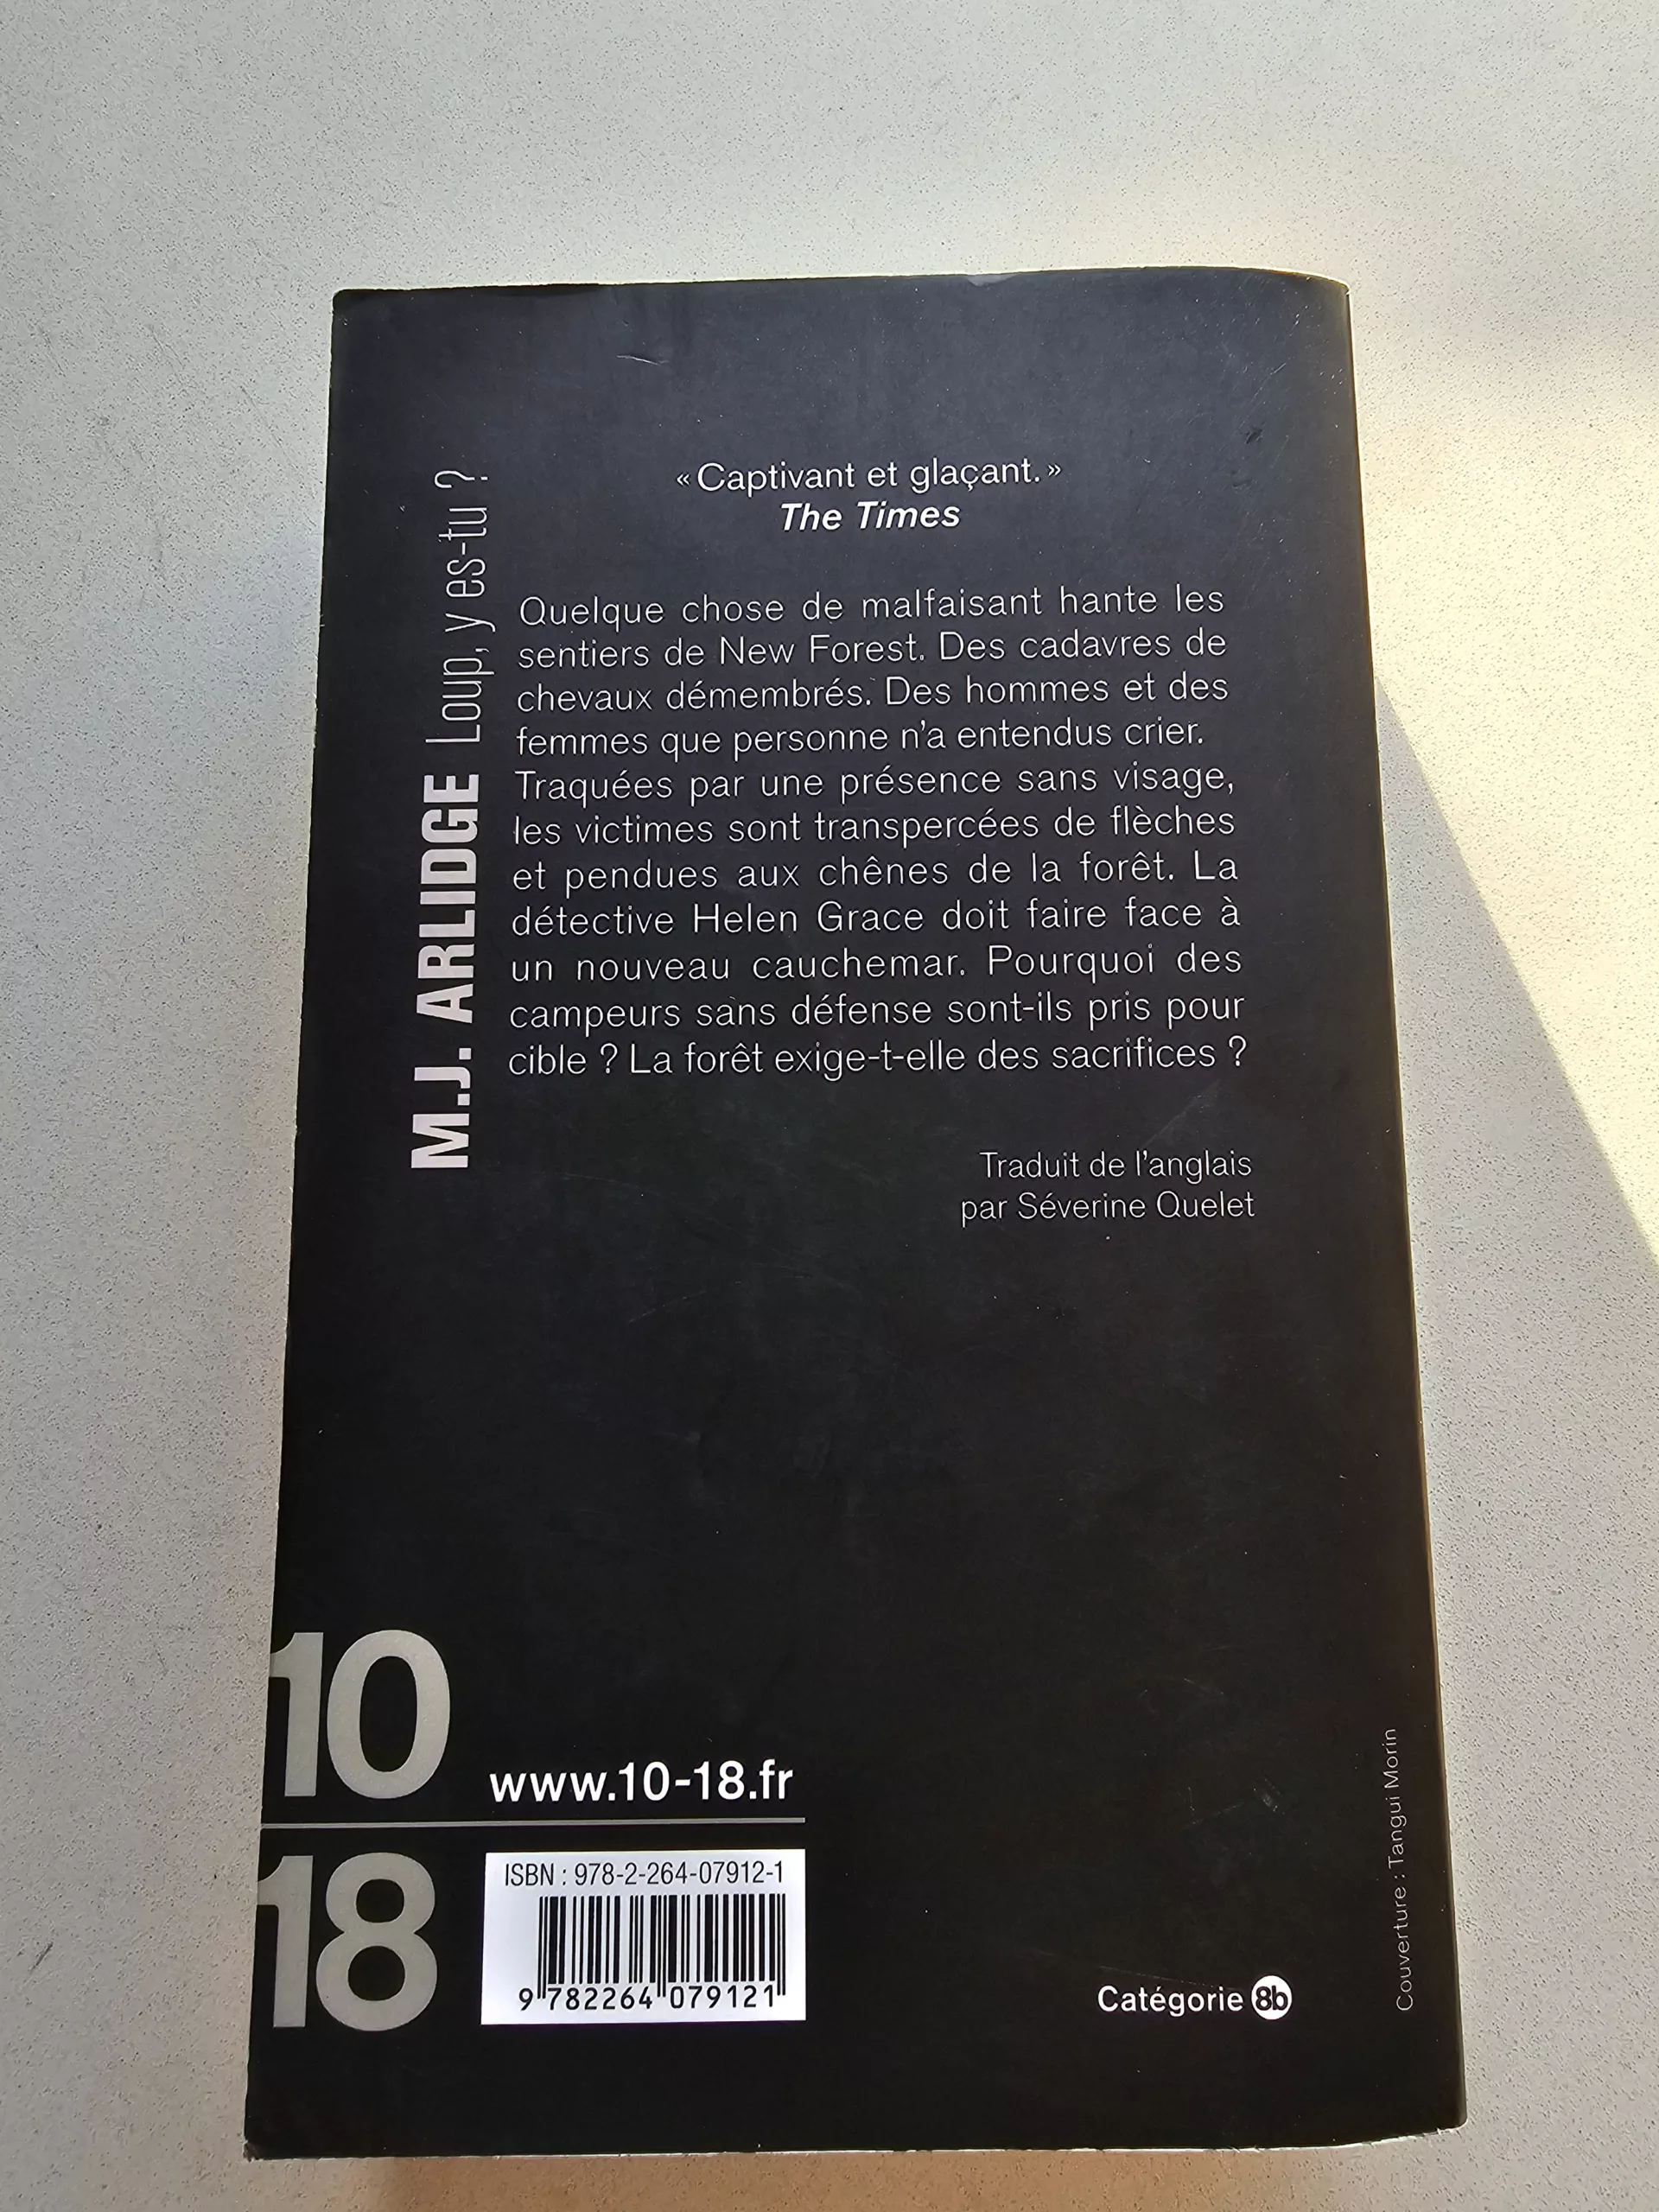 « Captivant et glaçant. »
The Times
M.J. ARLIDGE Loup, y es-tu ?
Quelque chose de malfaisant hante les
sentiers de New Forest. Des cadavres de
chevaux démembrés. Des hommes et des
femmes que personne n'a entendus crier.
Traquées par une présence sans visage,
les victimes sont transpercées de flèches
et pendues aux chênes de la forêt. La
détective Helen Grace doit faire face à
un nouveau cauchemar. Pourquoi des
campeurs sans défense sont-ils pris pour
cible ? La forêt exige-t-elle des sacrifices ?
Traduit de l'anglais
par Séverine Quelet
10
18
www.10-18.fr
ISBN : 978-2-264-07912-1
9 782264 079121
Catégorie 8b
Couverture : Tangui Morin